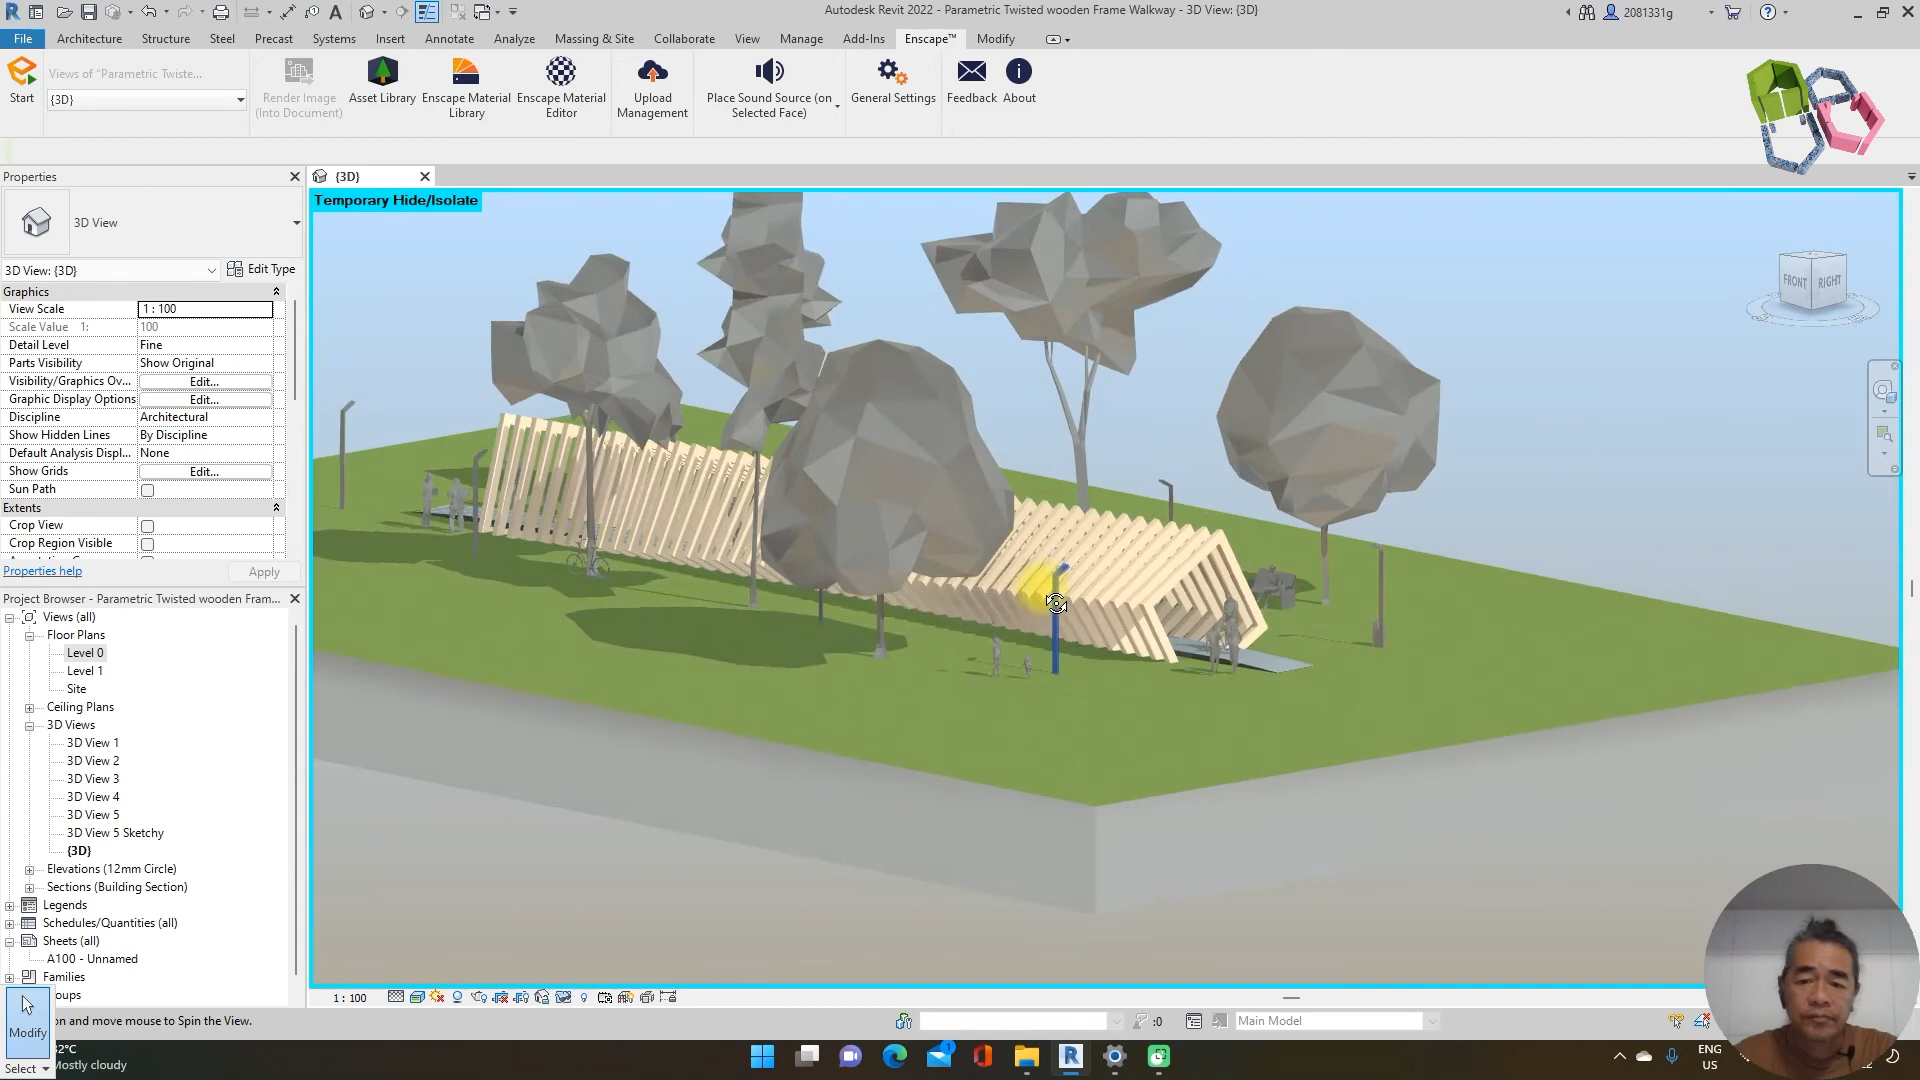 Autodesk Revit 2022 - Parametric Twisted wooden Frame Walkway - 3D View: {3D}
2081331g
File Architecture Structure Steel Precast Systems Insert Annotate Analyze Massing & Site Collaborate View Manage Add-Ins Enscape™ Modify
Views of "Parametric Twiste...
{3D}
Start
Render Image
(Into Document)
Asset Library
Enscape Material
Library
Enscape Material
Editor
Upload
Management
Place Sound Source (on
Selected Face)
General Settings
Feedback
About
Properties
{3D}
Temporary Hide/Isolate
3D View
3D View: {3D}
Edit Type
Graphics
View Scale 1 : 100
Scale Value 1: 100
Detail Level Fine
Parts Visibility Show Original
Visibility/Graphics Ov... Edit...
Graphic Display Options Edit...
Discipline Architectural
Show Hidden Lines By Discipline
Default Analysis Displ... None
Show Grids Edit...
Sun Path
Extents
Crop View
Crop Region Visible
Properties help
Apply
FRONT
RIGHT
Project Browser - Parametric Twisted wooden Fram...
Views (all)
Floor Plans
Level 0
Level 1
Site
Ceiling Plans
3D Views
3D View 1
3D View 2
3D View 3
3D View 4
3D View 5
3D View 5 Sketchy
{3D}
Elevations (12mm Circle)
Sections (Building Section)
Legends
Schedules/Quantities (all)
Sheets (all)
A100 - Unnamed
Families
oups
Modify
Select
1 : 100
on and move mouse to Spin the View.
:0
Main Model
2°C
Mostly cloudy
ENG
US